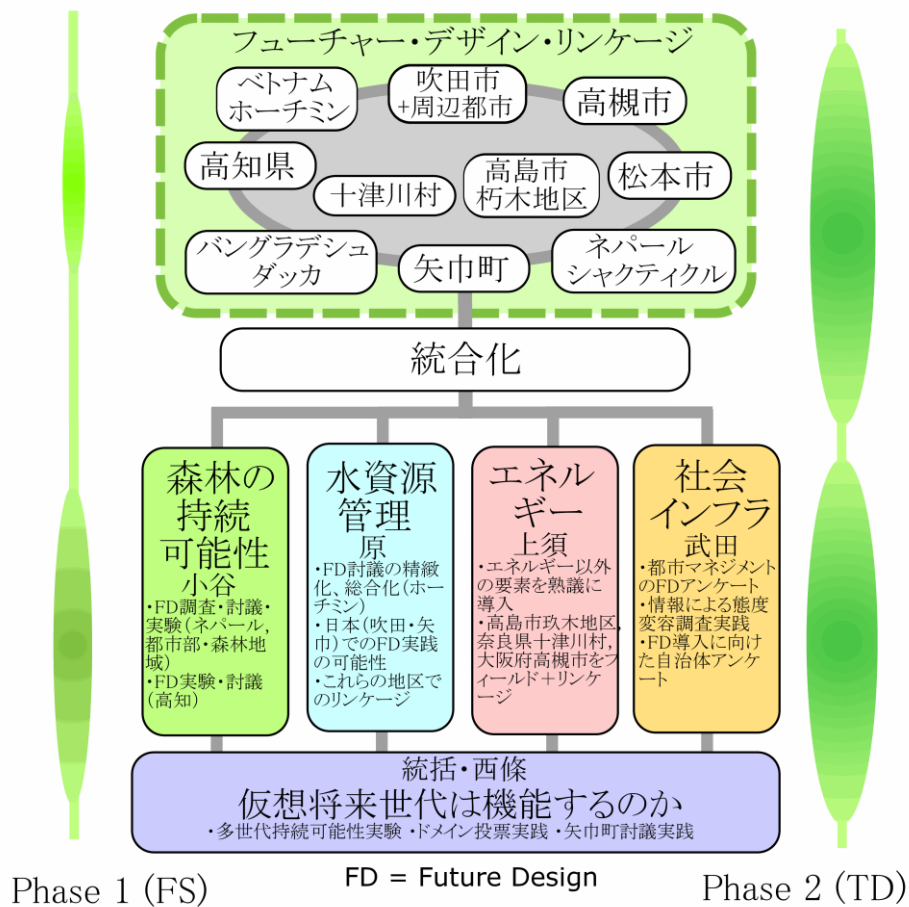 フューチャー・デザイン・リンケージ
ベトナム
ホーチミン
吹田市
+周辺都市
高槻市
高知県
十津川村
高島市
朽木地区
松本市
バングラデシュ
ダッカ
矢巾町
ネパール
シャクティクル
統合化
森林の
持続
可能性
小谷
・FD調査・討議・
実験(ネパール,
都市部・森林地
域)
・FD実験・討議
(高知)
水資源
管理
原
・FD討議の精緻
化、総合化(ホー
チミン)
・日本(吹田・矢
巾)でのFD実践
の可能性
・これらの地区で
のリンケージ
エネル
ギー
上須
・エネルギー以外
の要素を熟議に
導入
・高島市玖木地区,
奈良県十津川村,
大阪府高槻市をフ
ィールド+リンケ
ージ
社会
インフラ
武田
・都市マネジメント
のFDアンケート
・情報による態度
変容調査実践
・FD導入に向け
た自治体アンケ
ート
統括・西條
仮想将来世代は機能するのか
・多世代持続可能性実験 ・ドメイン投票実践 ・矢巾町討議実践
Phase 1 (FS)
FD = Future Design
Phase 2 (TD)